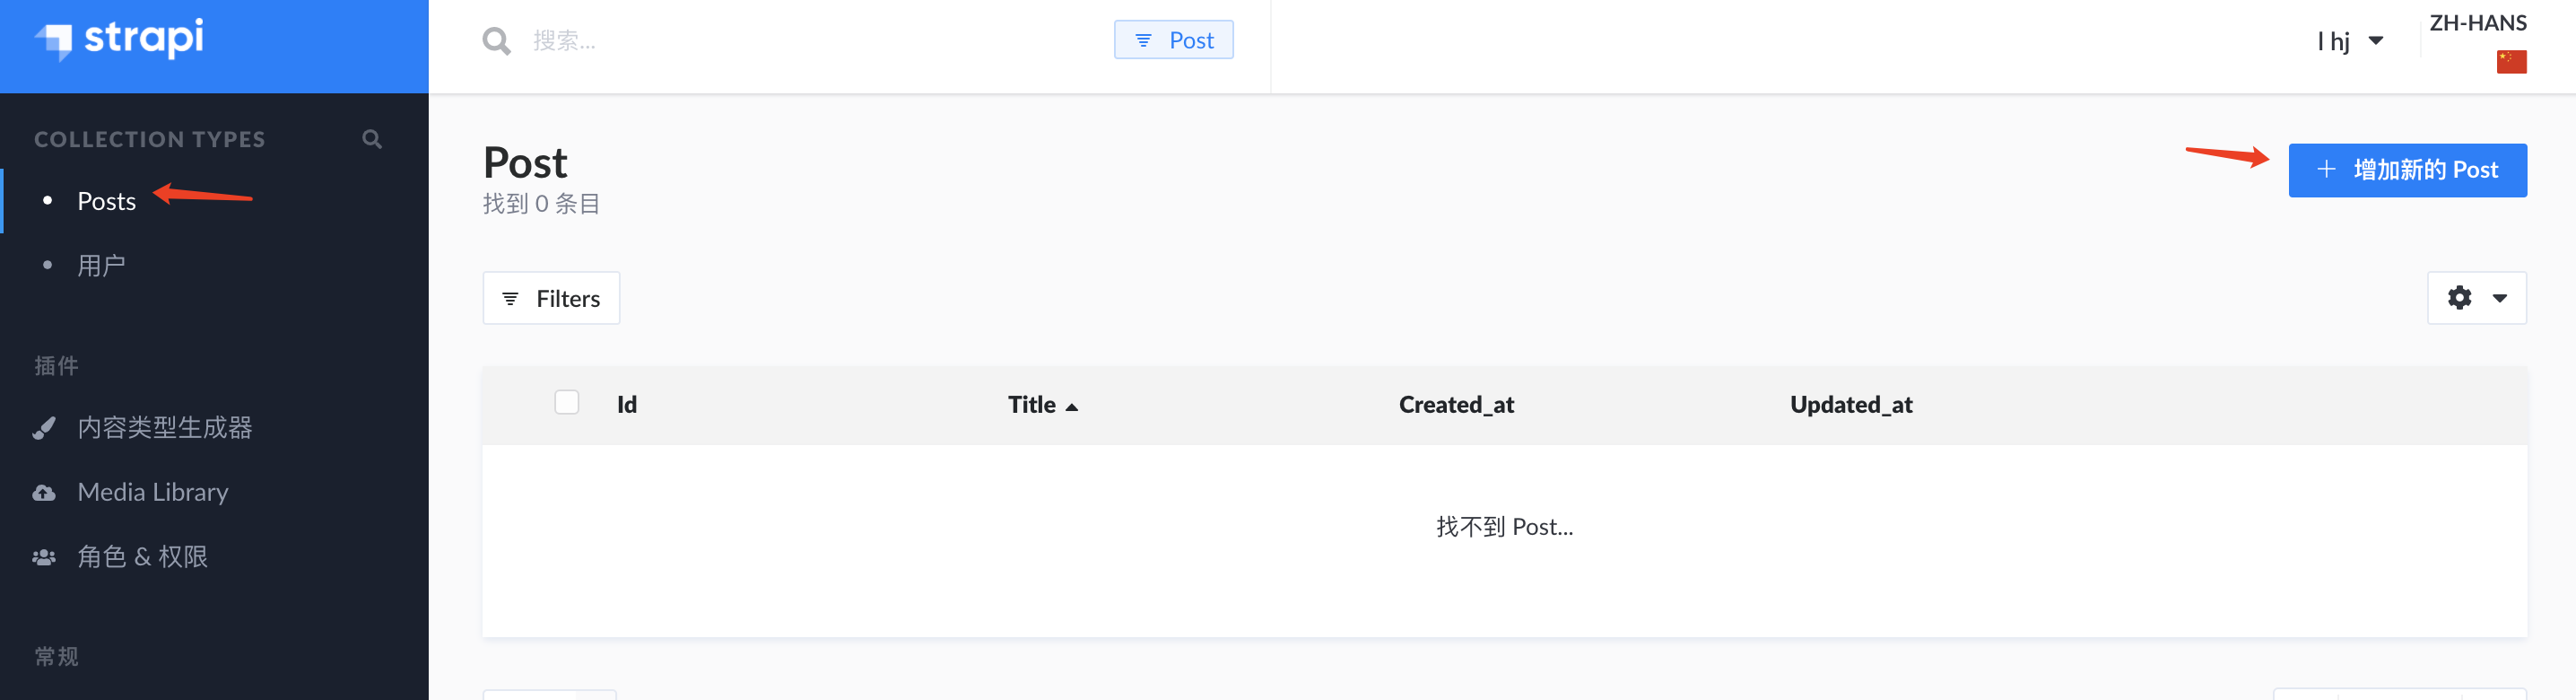 strapi
搜索...
Post
l hj
ZH-HANS
COLLECTION TYPES
Posts
用户
插件
内容类型生成器
Media Library
角色 & 权限
常规
Post
找到 0 条目
增加新的 Post
Filters
Id
Title
Created_at
Updated_at
找不到 Post...